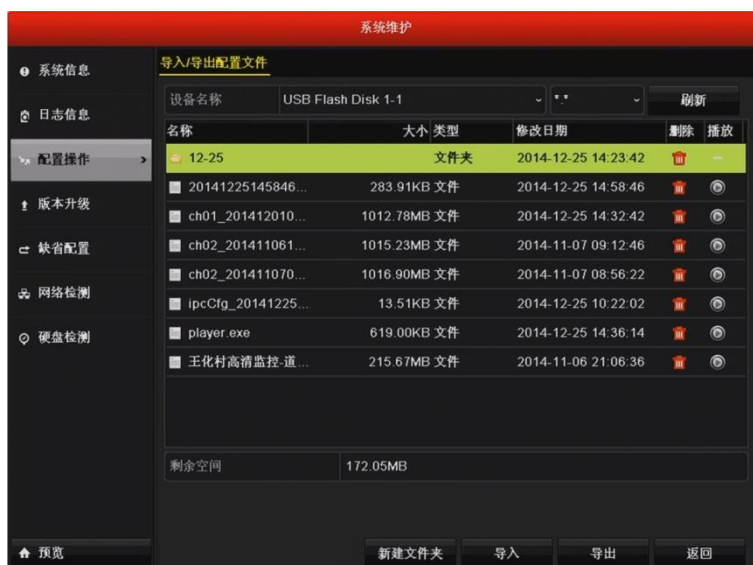 系统维护
系统信息
日志信息
配置操作
版本升级
缺省配置
网络检测
硬盘检测
预览
导入/导出配置文件
设备名称 USB Flash Disk 1-1 *.* 刷新
名称 大小 类型 修改日期 删除 播放
12-25 文件夹 2014-12-25 14:23:42 —
20141225145846... 283.91KB 文件 2014-12-25 14:58:46
ch01_201412010... 1012.78MB 文件 2014-12-25 14:32:42
ch02_201411061... 1015.23MB 文件 2014-11-07 09:12:46
ch02_201411070... 1016.90MB 文件 2014-11-07 08:56:22
ipcCfg_20141225... 13.51KB 文件 2014-12-25 10:22:02
player.exe 619.00KB 文件 2014-12-25 14:36:14
王化村高清监控-道... 215.67MB 文件 2014-11-06 21:06:36
剩余空间 172.05MB
新建文件夹 导入 导出 返回